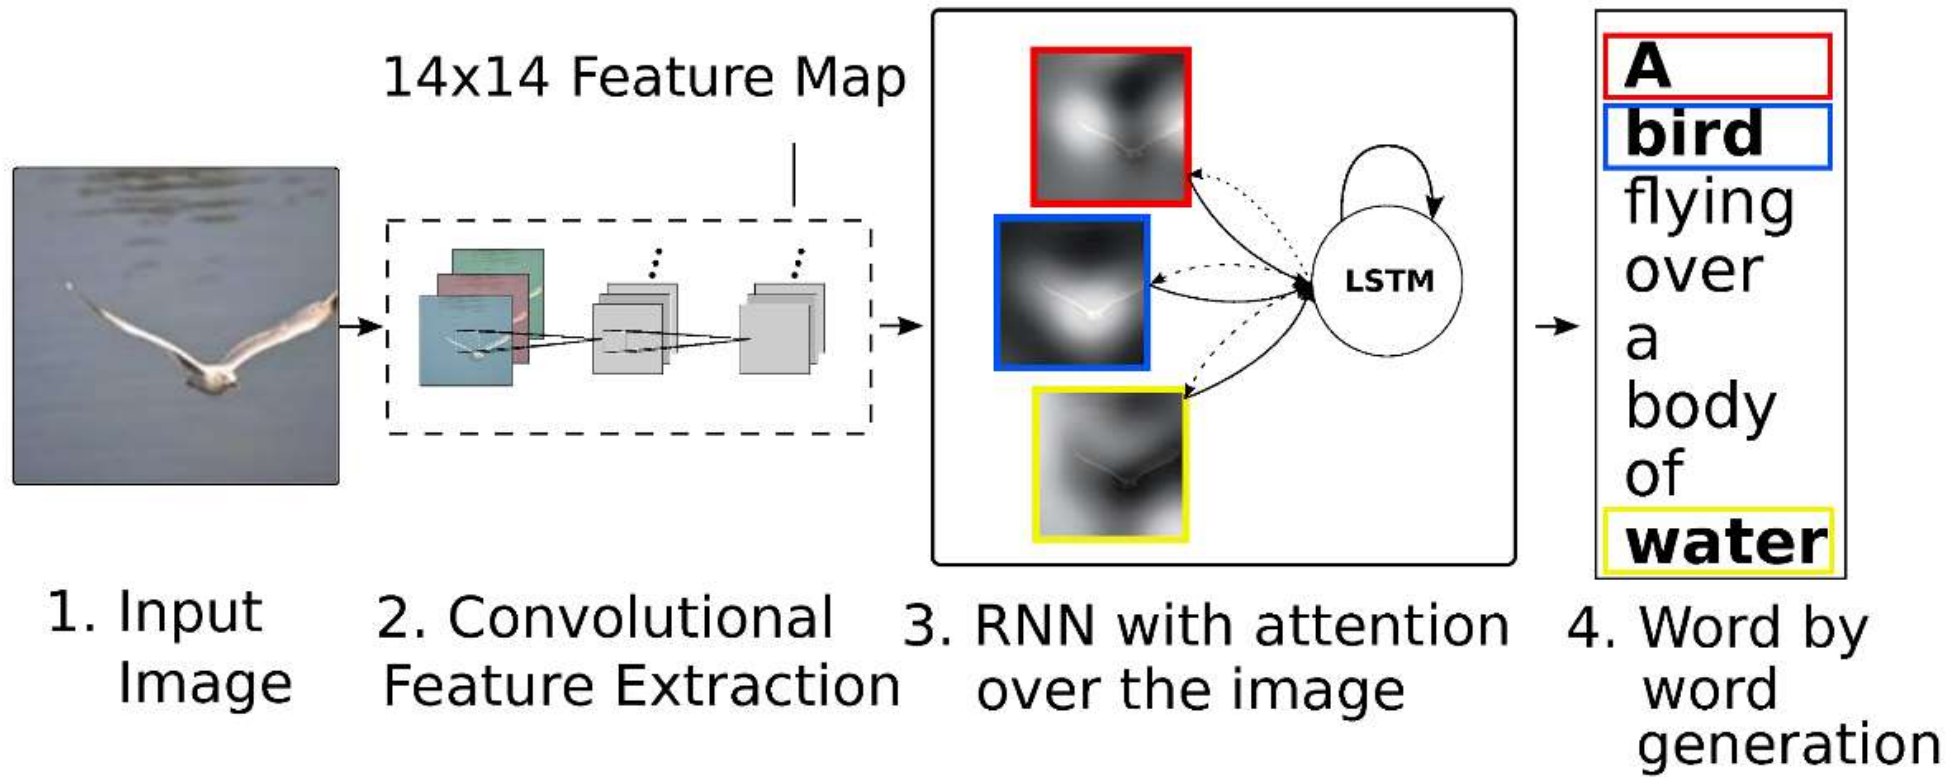 14x14 Feature Map
LSTM
A
bird
flying
over
a
body
of
water
1. Input
Image
2. Convolutional
Feature Extraction
3. RNN with attention
over the image
4. Word by
word
generation